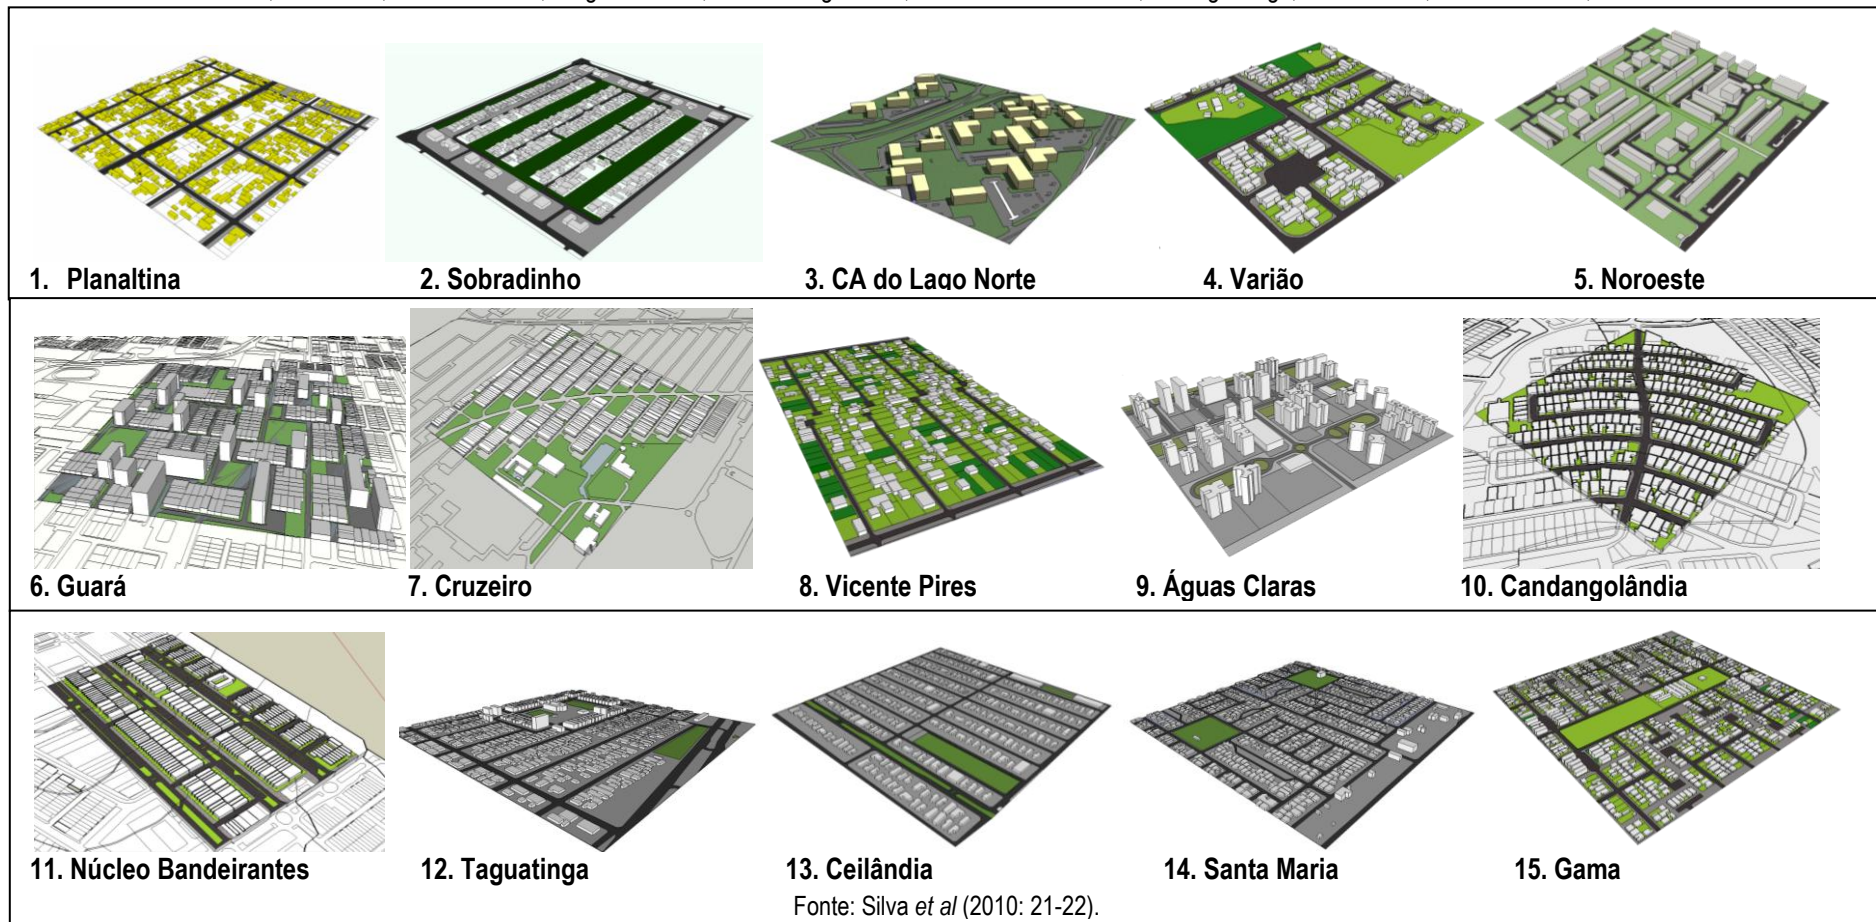 1. Planaltina
2. Sobradinho
3. CA do Lago Norte
4. Varjão
5. Noroeste
6. Guará
7. Cruzeiro
8. Vicente Pires
9. Águas Claras
10. Candangolândia
11. Núcleo Bandeirantes
12. Taguatinga
13. Ceilândia
14. Santa Maria
15. Gama
Fonte: Silva et al (2010: 21-22).